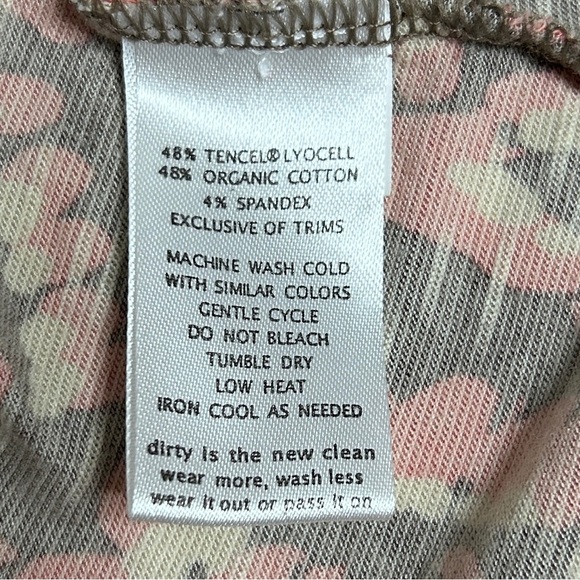 48% TENCEL® LYOCELL
48% ORGANIC COTTON
4% SPANDEX
EXCLUSIVE OF TRIMS
MACHINE WASH COLD
WITH SIMILAR COLORS
GENTLE CYCLE
DO NOT BLEACH
TUMBLE DRY
LOW HEAT
IRON COOL AS NEEDED
dirty is the new clean
wear more, wash less
wear it out or pass it on